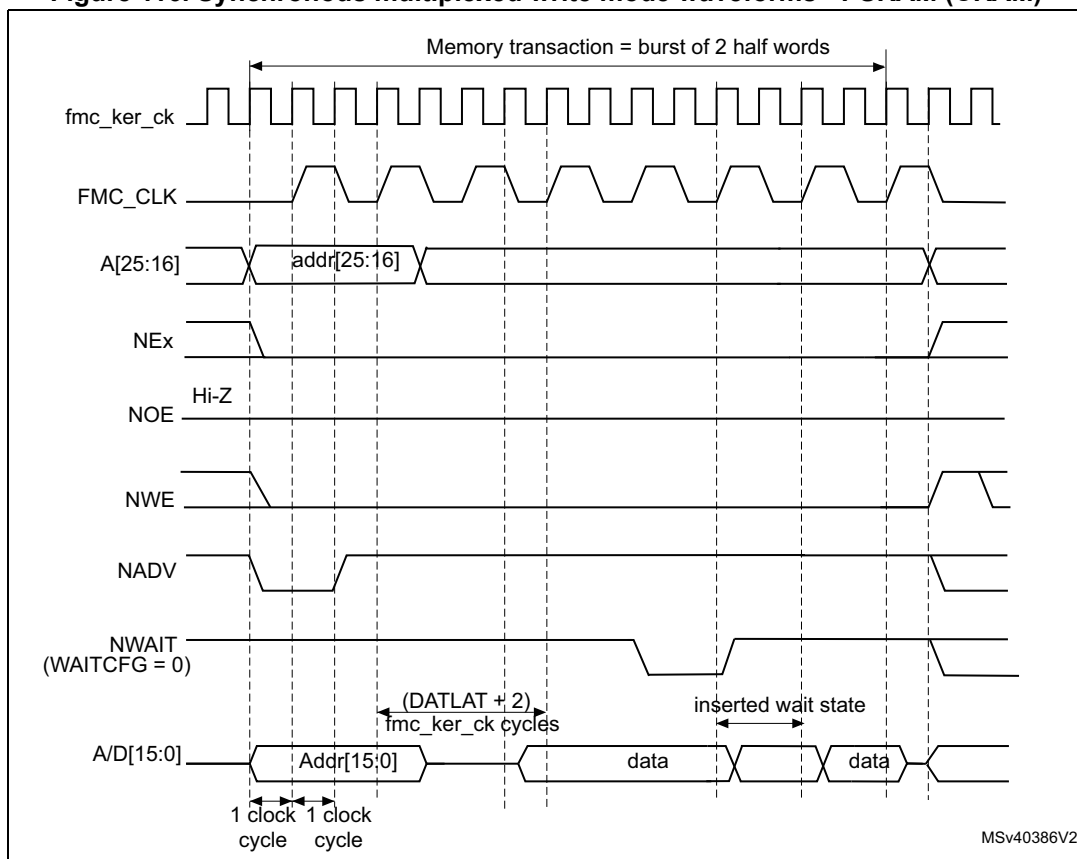 Figure 110. Synchronous multiplexed write mode waveforms - PSRAM (CRAM)
Memory transaction = burst of 2 half words
fmc_ker_ck
FMC_CLK
A[25:16]
addr[25:16]
NEx
Hi-Z
NOE
NWE
NADV
NWAIT
(WAITCFG = 0)
(DATLAT + 2)
fmc_ker_ck cycles
inserted wait state
A/D[15:0]
Addr[15:0]
data
data
1 clock
cycle
1 clock
cycle
MSv40386V2